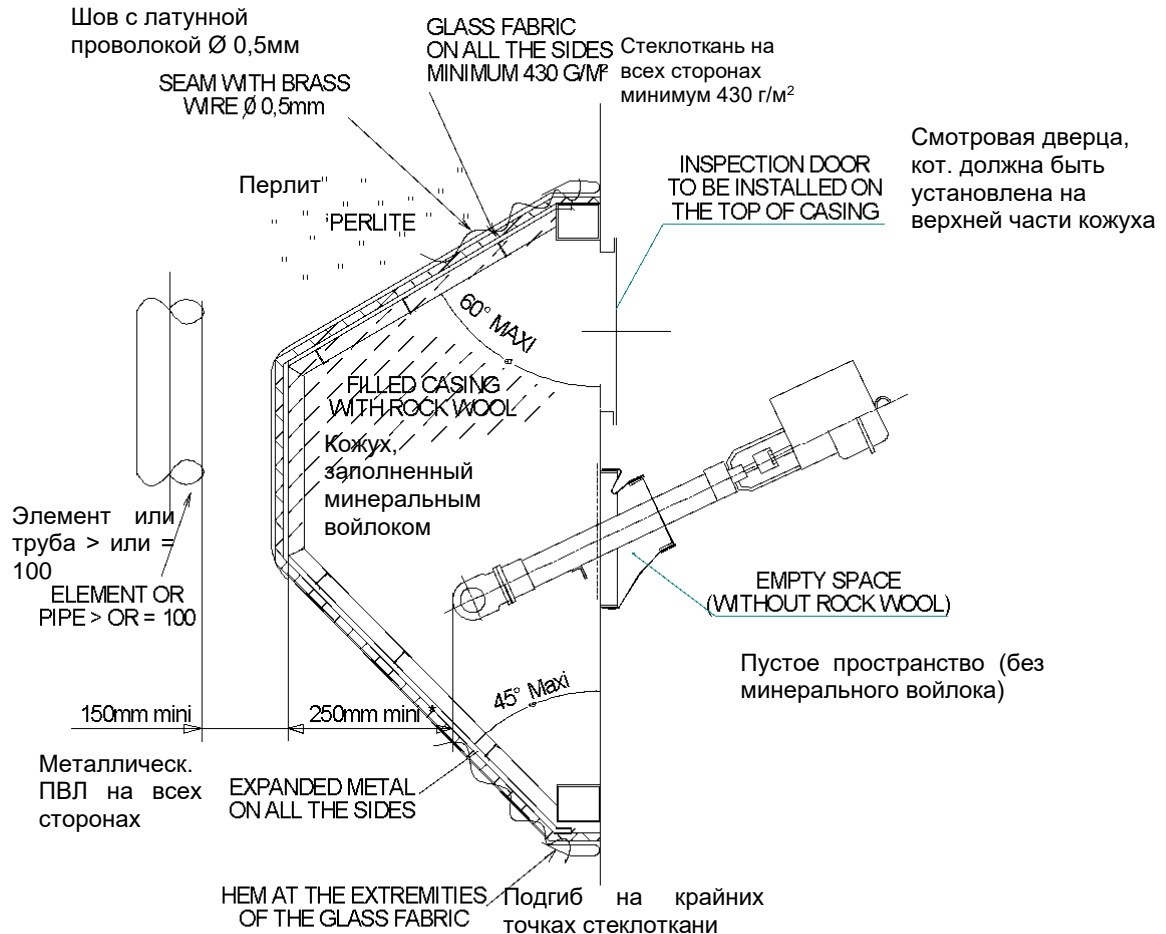 Шов с латунной
проволокой Ø 0,5мм
SEAM WITH BRASS
WIRE Ø 0,5mm
GLASS FABRIC
ON ALL THE SIDES
MINIMUM 430 G/M²
Стеклоткань на
всех сторонах
минимум 430 г/м²
Смотровая дверца,
кот. должна быть
установлена на
верхней части кожуха
INSPECTION DOOR
TO BE INSTALLED ON
THE TOP OF CASING
Перлит
PERLITE
60° MAXI
FILLED CASING
WITH ROCK WOOL
Кожух,
заполненный
минеральным
войлоком
Элемент или
труба > или =
100
ELEMENT OR
PIPE > OR = 100
EMPTY SPACE
(WITHOUT ROCK WOOL)
Пустое пространство (без
минерального войлока)
45° Maxi
150mm mini
250mm mini
Металлическ.
ПВЛ на всех
сторонах
EXPANDED METAL
ON ALL THE SIDES
HEM AT THE EXTREMITIES
OF THE GLASS FABRIC
Подгиб на крайних
точках стеклоткани